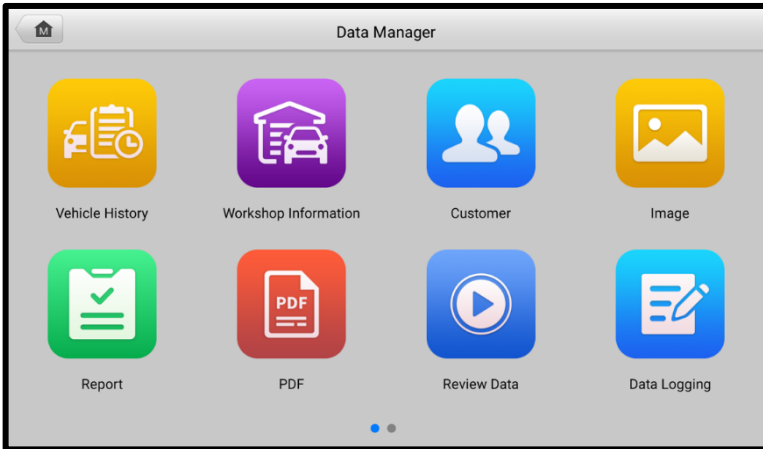 M
Data Manager
Vehicle History
Workshop Information
Customer
Image
PDF
Report
PDF
Review Data
Data Logging